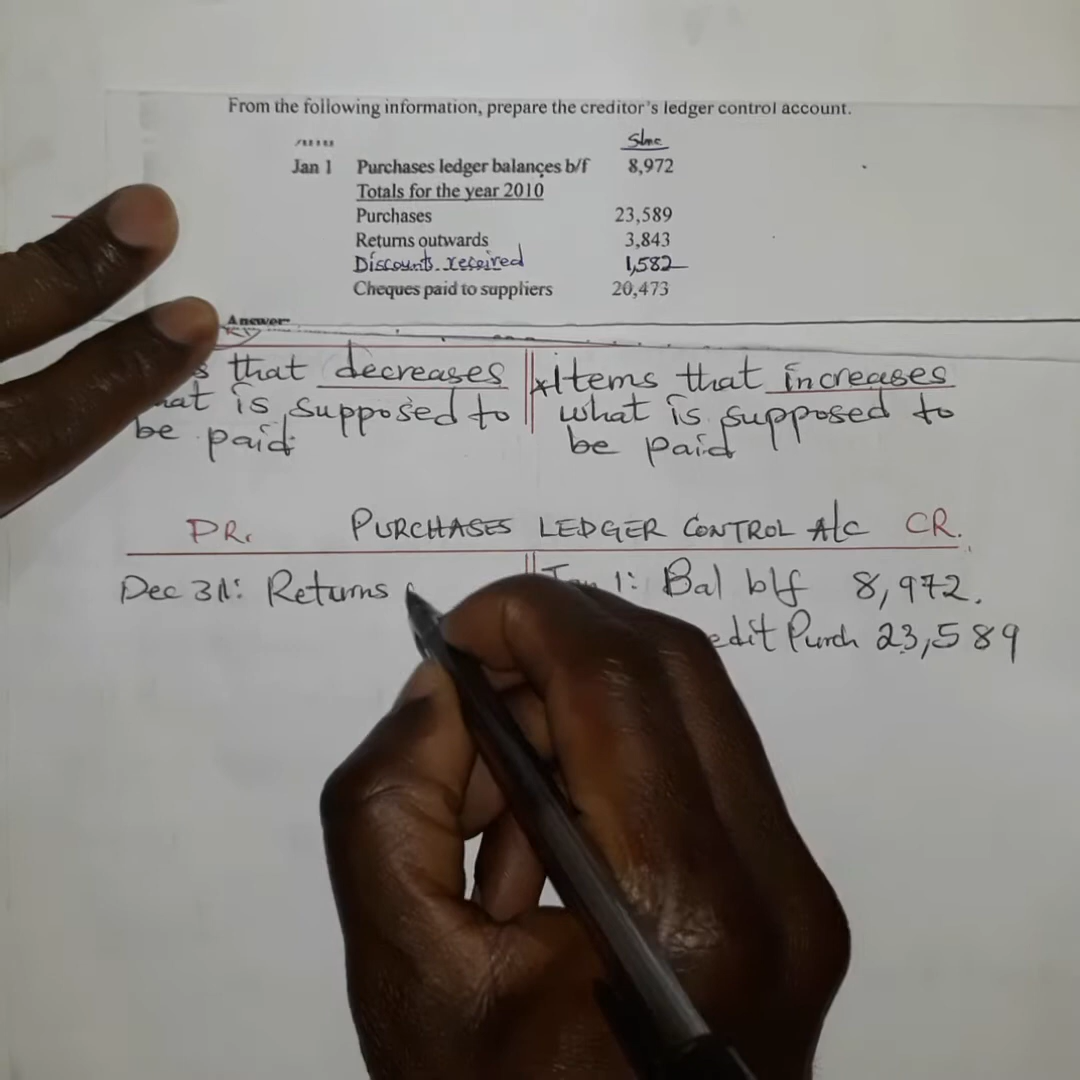 From the following information, prepare the creditor's ledger control account.
Jan 1 Purchases ledger balances b/f 8,972
Totals for the year 2010
Purchases 23,589
Returns outwards 3,843
Discounts received 1,582
Cheques paid to suppliers 20,473
Answer
that decreases
is supposed to
be paid
*Items that increases
what is supposed to
be paid
DR. PURCHASES LEDGER CONTROL A/c CR.
Dec 31: Returns
1: Bal b/f 8,972.
edit Purch 23,589